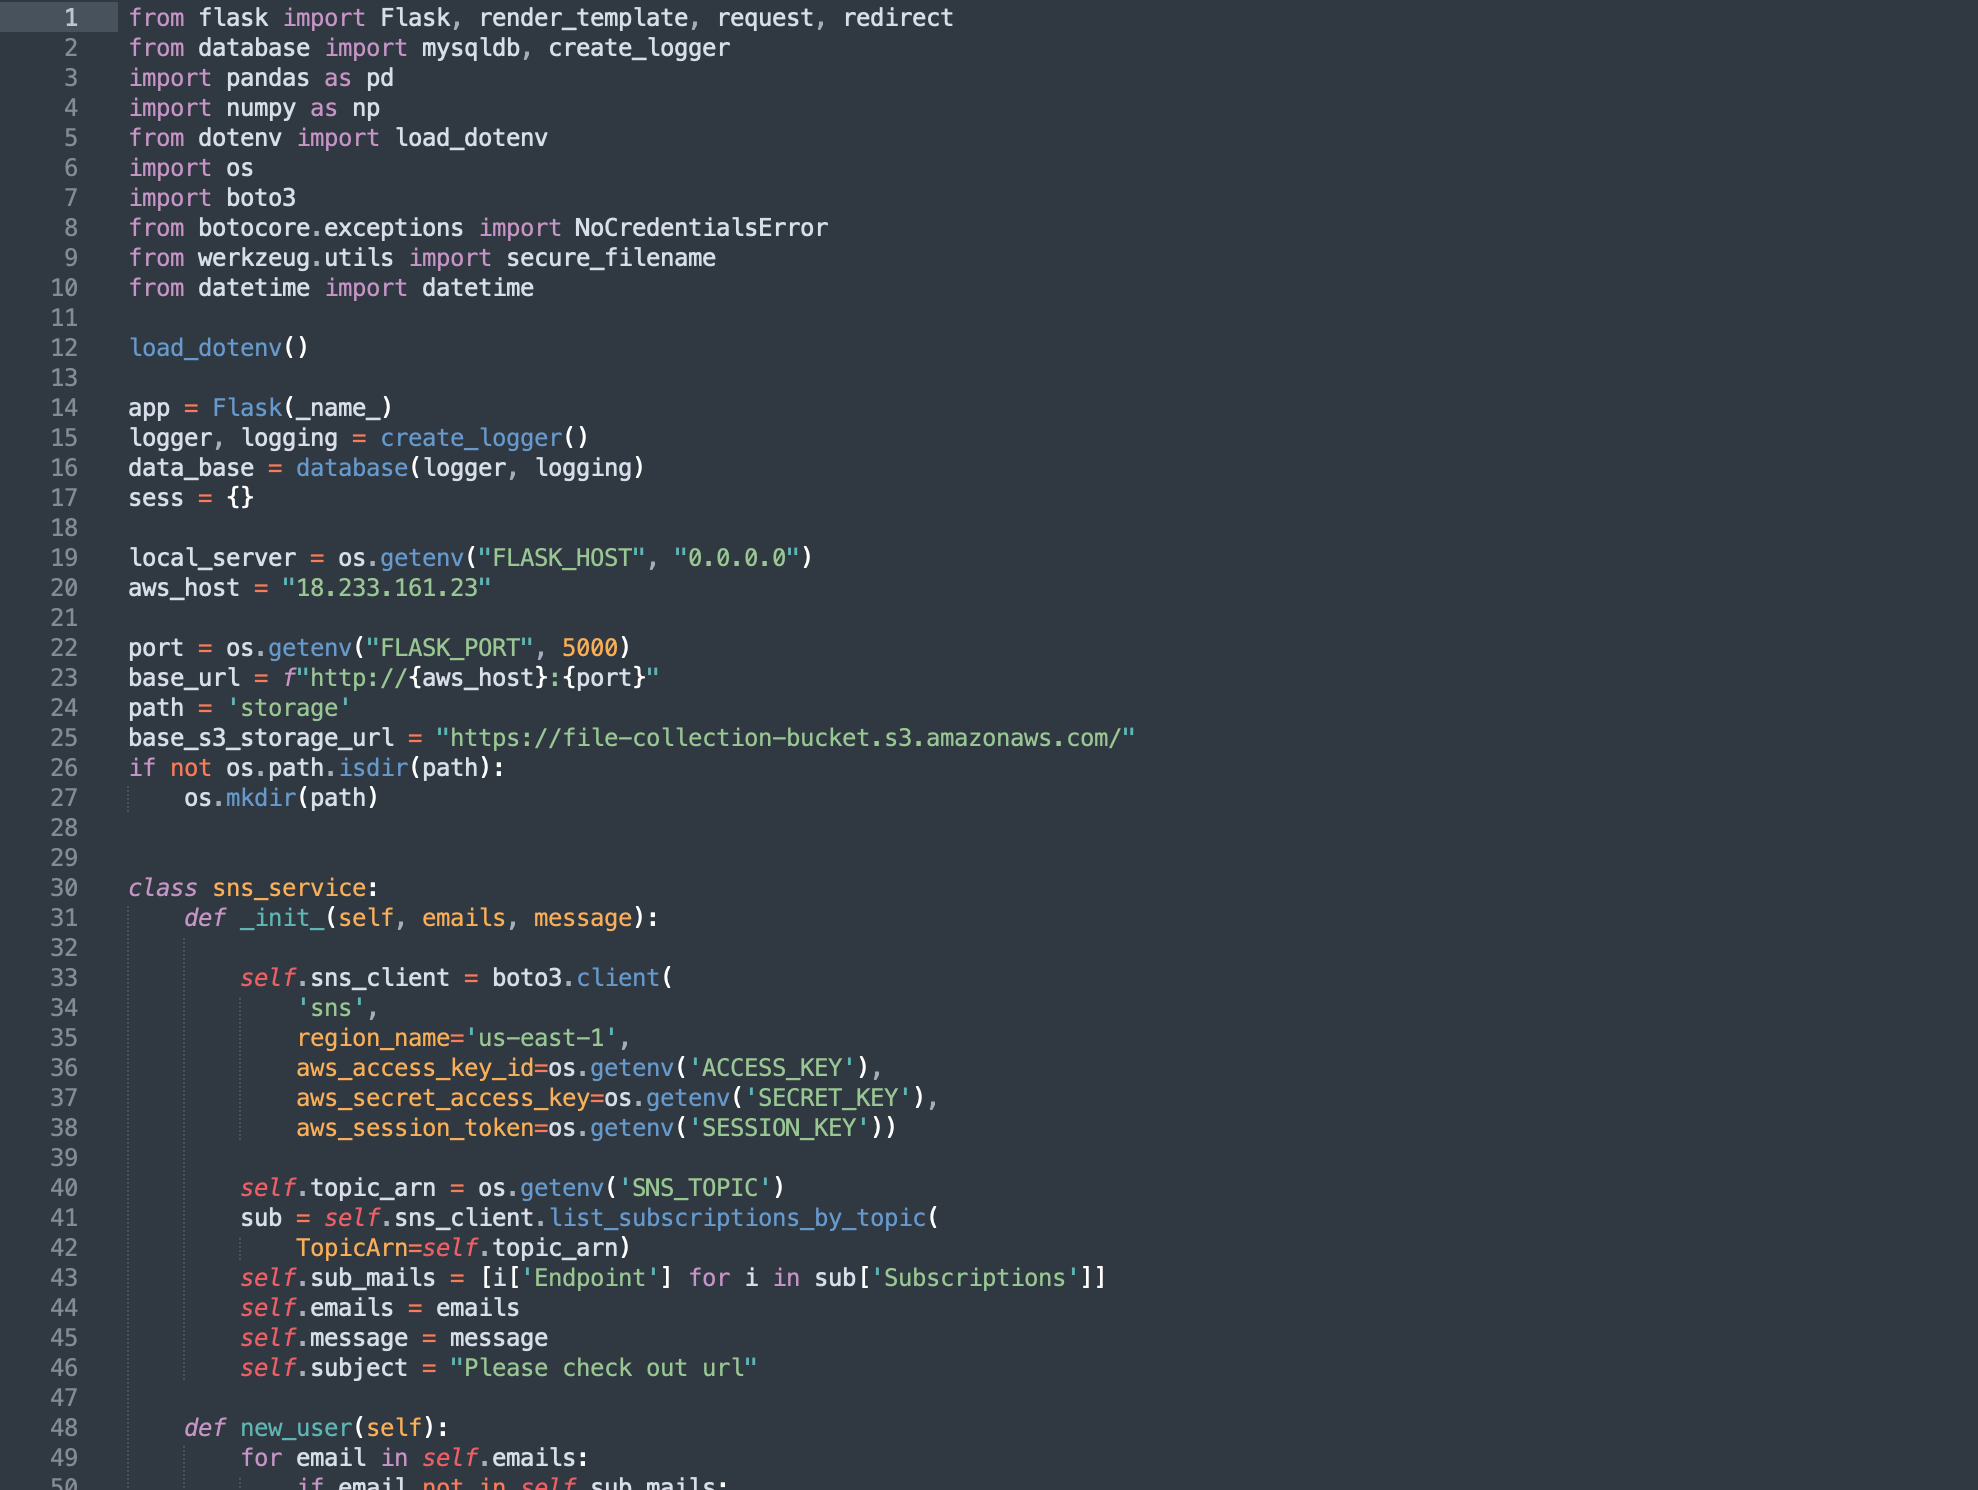 1 from flask import Flask, render_template, request, redirect
2 from database import mysqldb, create_logger
3 import pandas as pd
4 import numpy as np
5 from dotenv import load_dotenv
6 import os
7 import boto3
8 from botocore.exceptions import NoCredentialsError
9 from werkzeug.utils import secure_filename
10 from datetime import datetime
11
12 load_dotenv()
13
14 app = Flask(_name_)
15 logger, logging = create_logger()
16 data_base = database(logger, logging)
17 sess = {}
18
19 local_server = os.getenv("FLASK_HOST", "0.0.0.0")
20 aws_host = "18.233.161.23"
21
22 port = os.getenv("FLASK_PORT", 5000)
23 base_url = f"http://{aws_host}:{port}"
24 path = 'storage'
25 base_s3_storage_url = "https://file-collection-bucket.s3.amazonaws.com/"
26 if not os.path.isdir(path):
27     os.mkdir(path)
28
29
30 class sns_service:
31     def _init_(self, emails, message):
32
33         self.sns_client = boto3.client(
34             'sns',
35             region_name='us-east-1',
36             aws_access_key_id=os.getenv('ACCESS_KEY'),
37             aws_secret_access_key=os.getenv('SECRET_KEY'),
38             aws_session_token=os.getenv('SESSION_KEY'))
39
40         self.topic_arn = os.getenv('SNS_TOPIC')
41         sub = self.sns_client.list_subscriptions_by_topic(
42             TopicArn=self.topic_arn)
43         self.sub_mails = [i['Endpoint'] for i in sub['Subscriptions']]
44         self.emails = emails
45         self.message = message
46         self.subject = "Please check out url"
47
48     def new_user(self):
49         for email in self.emails:
50             if email not in self.sub_mails: